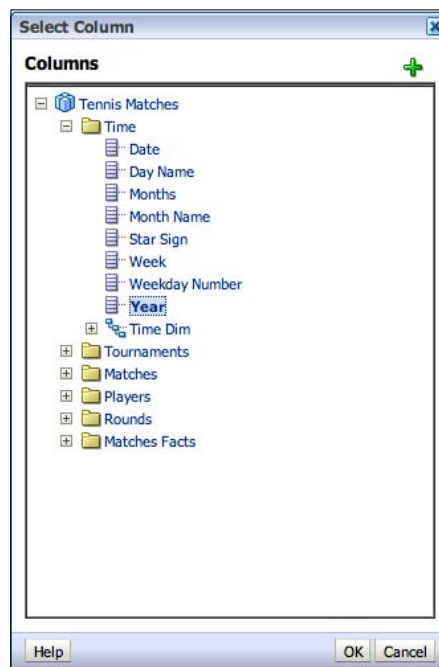 Select Column
Columns
Tennis Matches
Time
Date
Day Name
Months
Month Name
Star Sign
Week
Weekday Number
Year
Time Dim
Tournaments
Matches
Players
Rounds
Matches Facts
Help OK Cancel